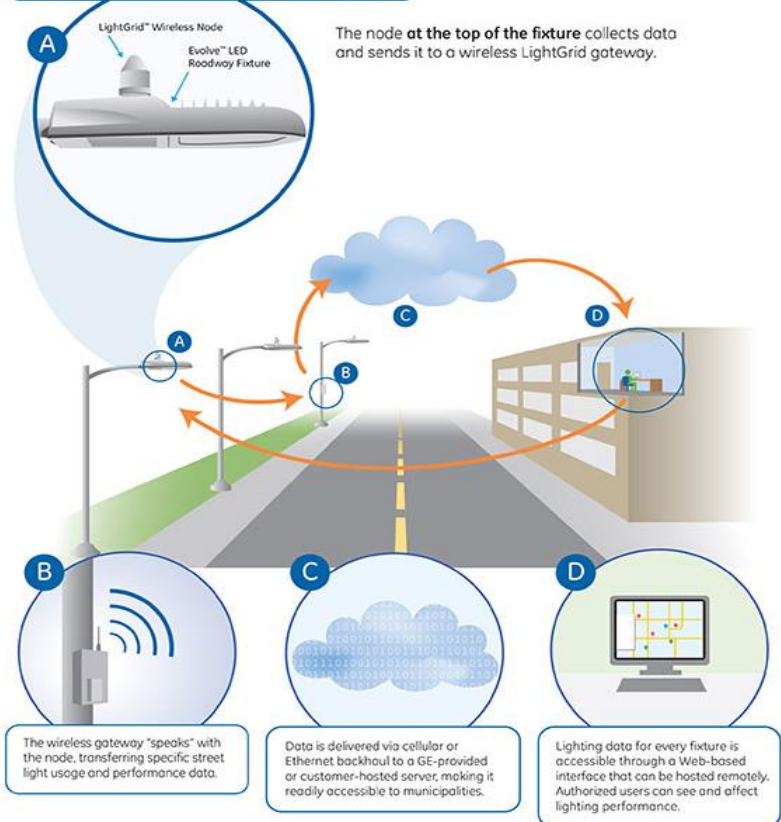 A
LightGrid™ Wireless Node
Evolve™ LED
Roadway Fixture
The node at the top of the fixture collects data
and sends it to a wireless LightGrid gateway.
C
D
A
B
B
The wireless gateway "speaks" with
the node, transferring specific street
light usage and performance data.
C
Data is delivered via cellular or
Ethernet backhaul to a GE-provided
or customer-hosted server, making it
readily accessible to municipalities.
D
Lighting data for every fixture is
accessible through a Web-based
interface that can be hosted remotely.
Authorized users can see and affect
lighting performance.